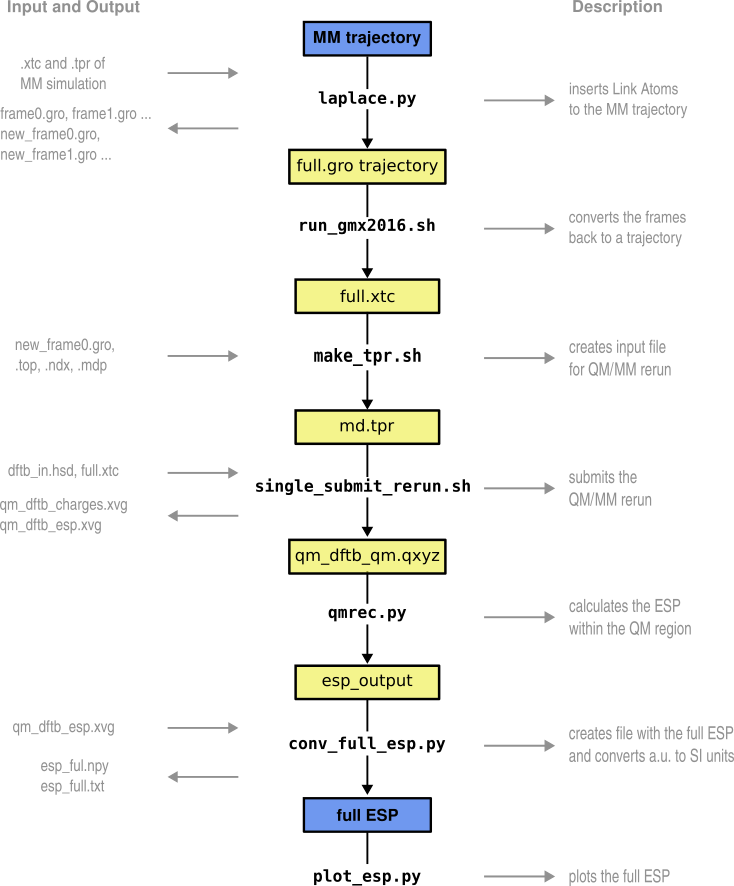 Input and Output
Description
MM trajectory
.xtc and .tpr of
MM simulation
laplace.py
inserts Link Atoms
to the MM trajectory
frame0.gro, frame1.gro ...
new_frame0.gro,
new_frame1.gro ...
full.gro trajectory
run_gmx2016.sh
converts the frames
back to a trajectory
full.xtc
new_frame0.gro,
.top, .ndx, .mdp
make_tpr.sh
creates input file
for QM/MM rerun
md.tpr
dftb_in.hsd, full.xtc
single_submit_rerun.sh
submits the
QM/MM rerun
qm_dftb_charges.xvg
qm_dftb_esp.xvg
qm_dftb_qm.qxyz
qmrec.py
calculates the ESP
within the QM region
esp_output
qm_dftb_esp.xvg
conv_full_esp.py
creates file with the full ESP
and converts a.u. to SI units
esp_ful.npy
esp_full.txt
full ESP
plot_esp.py
plots the full ESP